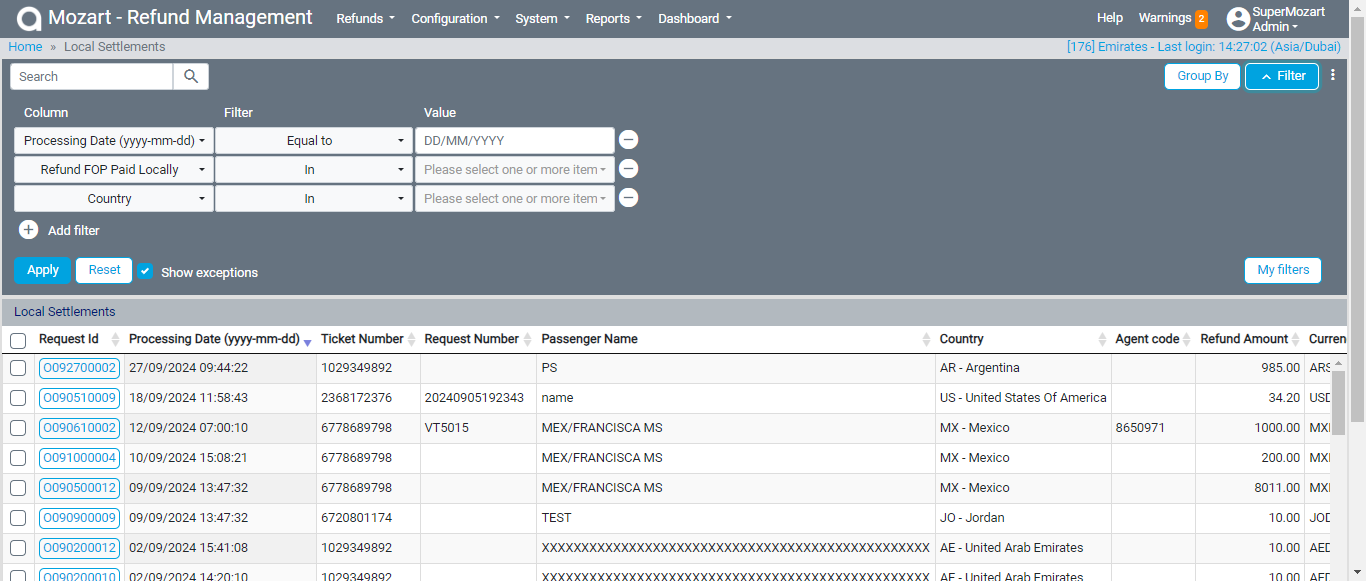 Mozart - Refund Management Refunds Configuration System Reports Dashboard Help Warnings 2 SuperMozart Admin
Home » Local Settlements [176] Emirates - Last login: 14:27:02 (Asia/Dubai)
Search Group By Filter
Column Filter Value
Processing Date (yyyy-mm-dd) Equal to DD/MM/YYYY
Refund FOP Paid Locally In Please select one or more item
Country In Please select one or more item
Add filter
Apply Reset Show exceptions My filters
Local Settlements
Request Id Processing Date (yyyy-mm-dd) Ticket Number Request Number Passenger Name Country Agent code Refund Amount Curren
O092700002 27/09/2024 09:44:22 1029349892 PS AR - Argentina 985.00 ARS
O090510009 18/09/2024 11:58:43 2368172376 20240905192343 name US - United States Of America 34.20 USD
O090610002 12/09/2024 07:00:10 6778689798 VT5015 MEX/FRANCISCA MS MX - Mexico 8650971 1000.00 MX
O091000004 10/09/2024 15:08:21 6778689798 MEX/FRANCISCA MS MX - Mexico 200.00 MX
O090500012 09/09/2024 13:47:32 6778689798 MEX/FRANCISCA MS MX - Mexico 8011.00 MX
O090900009 09/09/2024 13:47:32 6720801174 TEST JO - Jordan 10.00 JOD
O090200012 02/09/2024 15:41:08 1029349892 XXXXXXXXXXXXXXXXXXXXXXXXXXXXXXXXXXXXXXXXXXXXXXXXX AE - United Arab Emirates 10.00 AED
O090200010 02/09/2024 14:20:10 1029349892 XXXXXXXXXXXXXXXXXXXXXXXXXXXXXXXXXXXXXXXXXXXXXXXXX AE - United Arab Emirates 10.00 AED